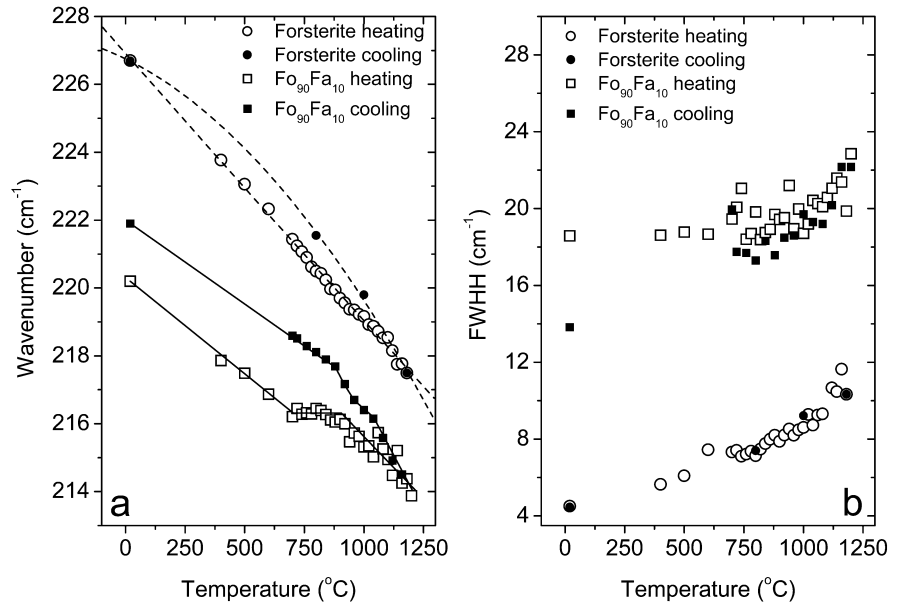 Forsterite heating
Forsterite cooling
Fo90Fa10 heating
Fo90Fa10 cooling
228
226
224
222
220
218
216
214
Wavenumber (cm-1)
a
0 250 500 750 1000 1250
Temperature (oC)
Forsterite heating
Forsterite cooling
Fo90Fa10 heating
Fo90Fa10 cooling
28
24
20
16
12
8
4
FWHH (cm-1)
b
0 250 500 750 1000 1250
Temperature (oC)